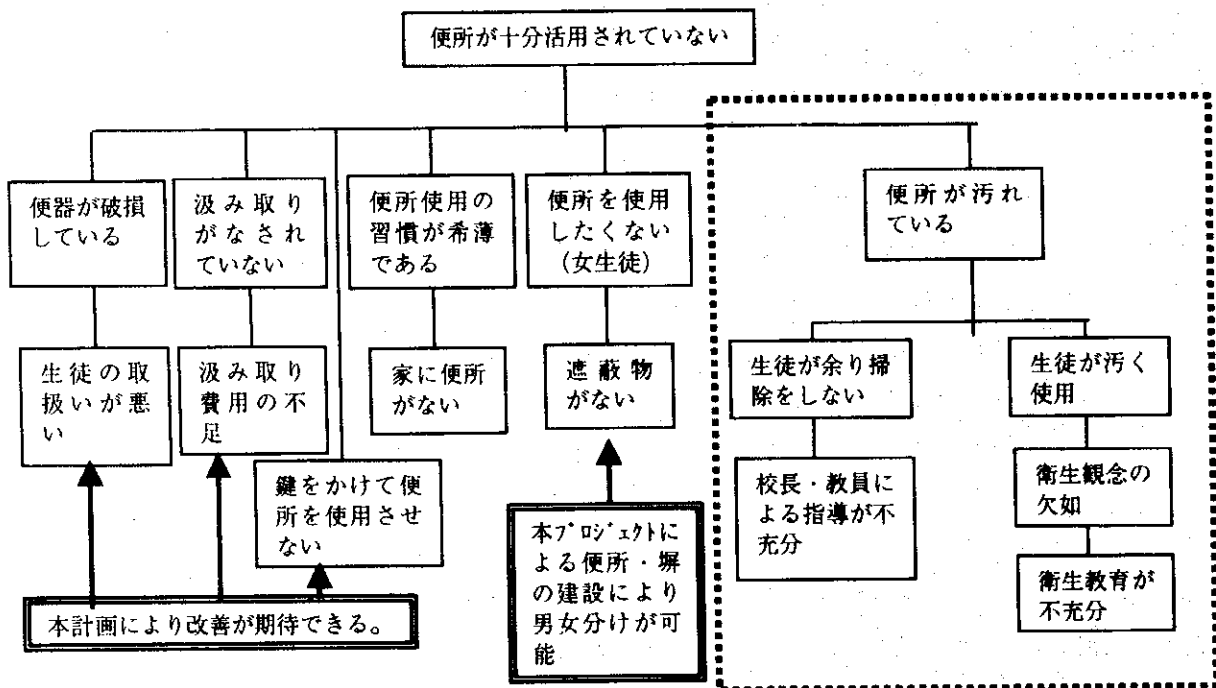 便所が十分活用されていない
便器が破損
している
汲み取り
がなされ
ていない
便所使用の
習慣が希薄
である
便所を使用
したくない
(女生徒)
便所が汚れ
ている
生徒の取
扱いが悪
い
汲み取り
費用の不
足
家に便所
がない
遮蔽物
がない
生徒が余り掃
除をしない
生徒が汚く
使用
鍵をかけて便
所を使用させ
ない
本プロジェクトに
よる便所・塀
の建設により
男女分けが可
能
校長・教員に
よる指導が不
充分
衛生観念の
欠如
衛生教育が
不充分
本計画により改善が期待できる。